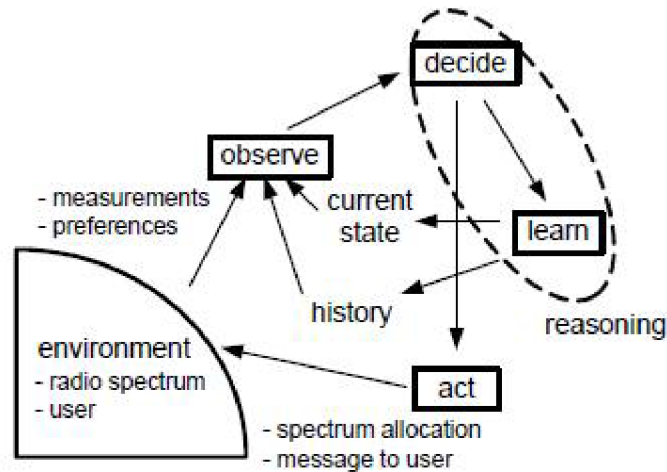 decide
observe
- measurements
- preferences
current
state
learn
history
reasoning
environment
- radio spectrum
- user
act
- spectrum allocation
- message to user